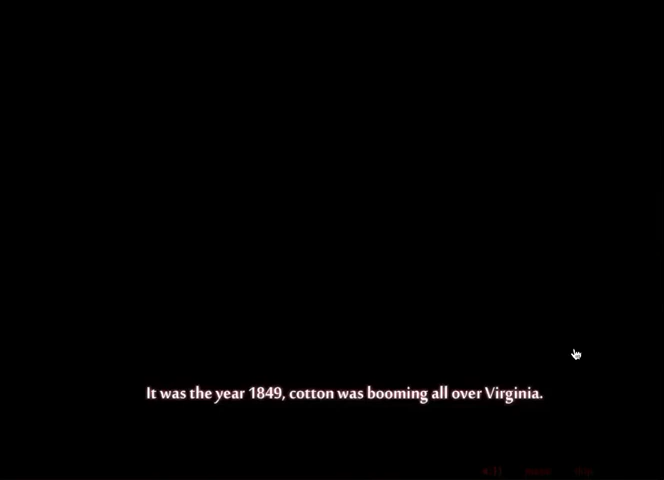 It was the year 1849, cotton was booming all over Virginia.